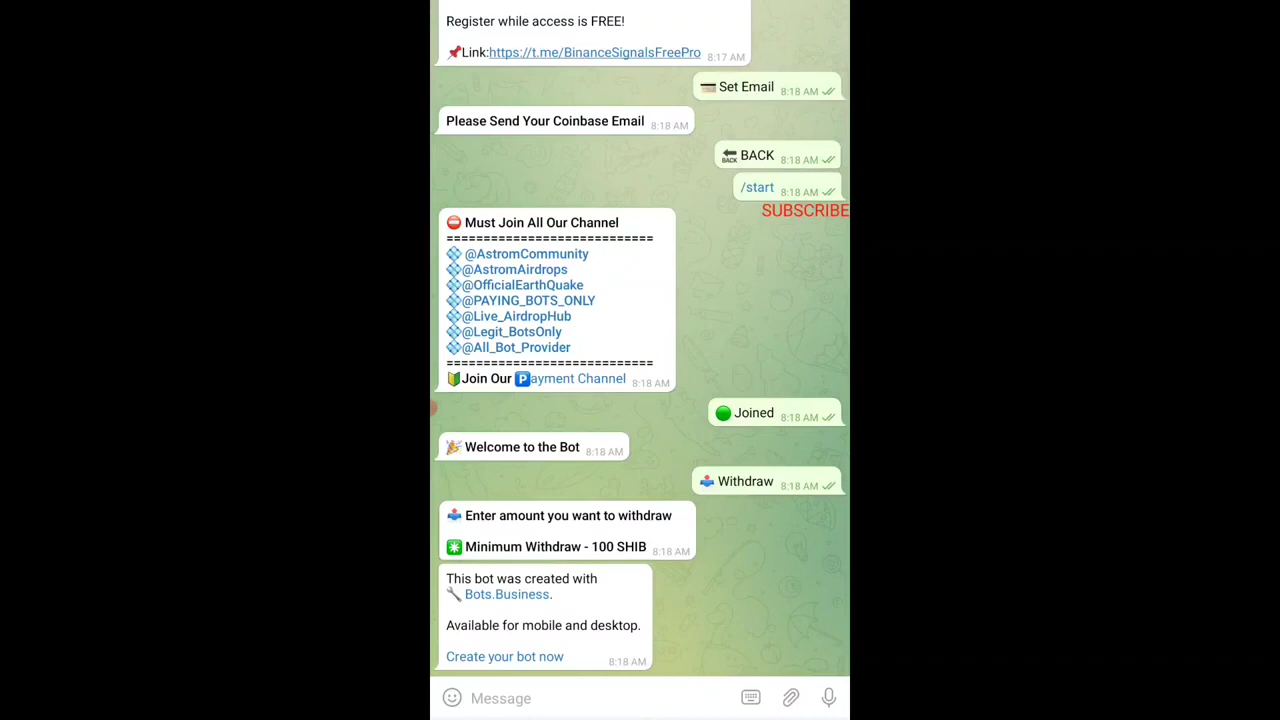 Register while access is FREE!
📌Link:https://t.me/BinanceSignalsFreePro 8:17 AM
Set Email 8:18 AM
Please Send Your Coinbase Email 8:18 AM
🔙 BACK 8:18 AM
/start 8:18 AM
SUBSCRIBE
⛔ Must Join All Our Channel
===========================
💠 @AstromCommunity
💠@AstromAirdrops
💠@OfficialEarthQuake
💠@PAYING_BOTS_ONLY
💠@Live_AirdropHub
💠@Legit_BotsOnly
💠@All_Bot_Provider
===========================
🔰Join Our 🅿ayment Channel 8:18 AM
🟢 Joined 8:18 AM
🎉 Welcome to the Bot 8:18 AM
📤 Withdraw 8:18 AM
📤 Enter amount you want to withdraw
✳️ Minimum Withdraw - 100 SHIB 8:18 AM
This bot was created with
🔧 Bots.Business.
Available for mobile and desktop.
Create your bot now 8:18 AM
Message